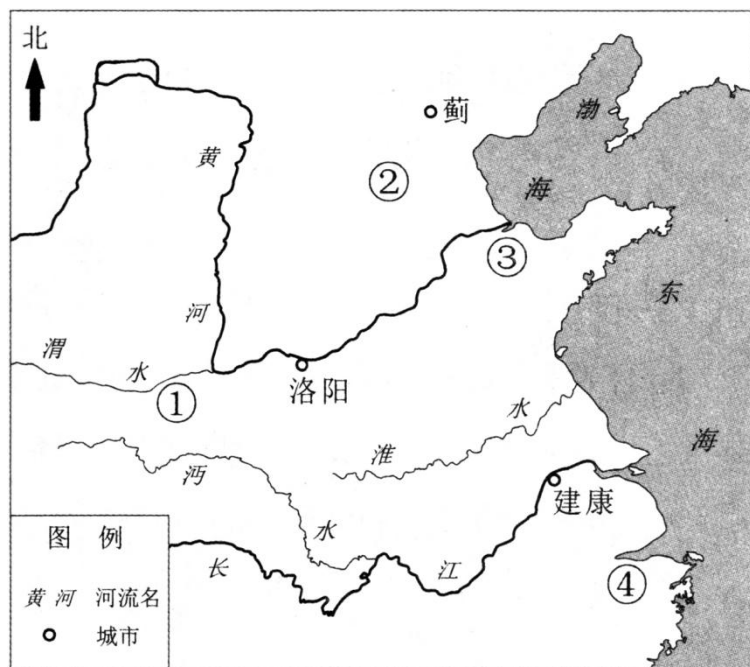 北
蓟
渤
海
黄
河
②
③
东
海
渭
水
①
洛阳
淮
水
沔
水
建康
长
江
④
图 例
黄河 河流名
城市